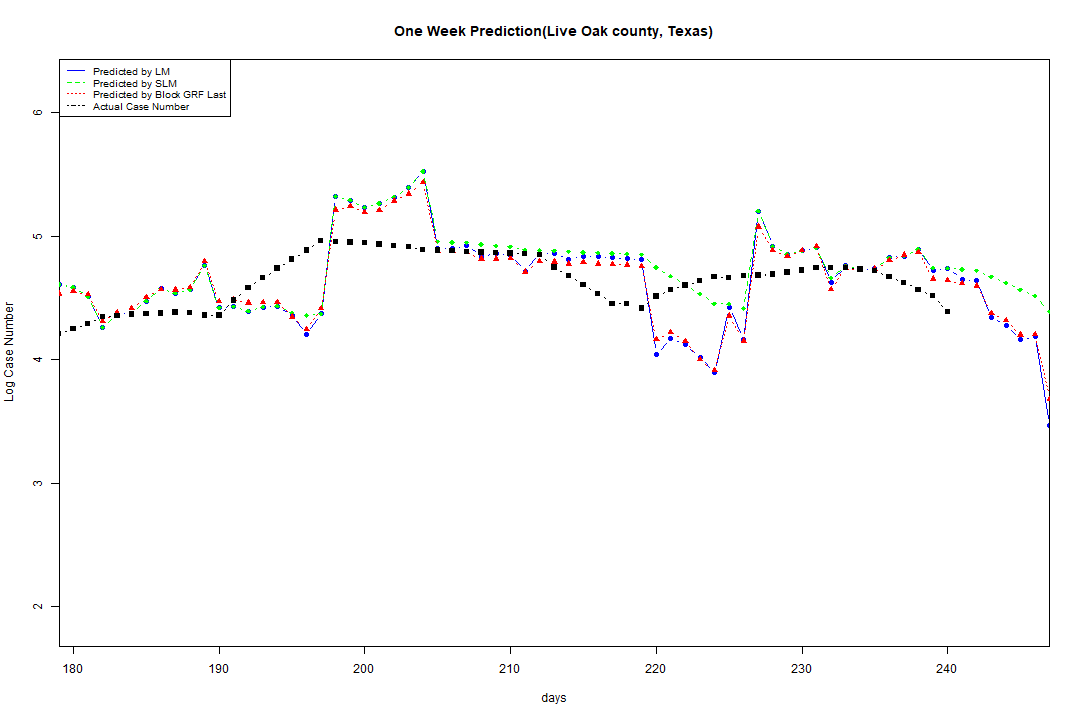 One Week Prediction(Live Oak county, Texas)
Predicted by LM
Predicted by SLM
Predicted by Block GRF Last
Actual Case Number
6
5
4
3
2
Log Case Number
180 190 200 210 220 230 240
days